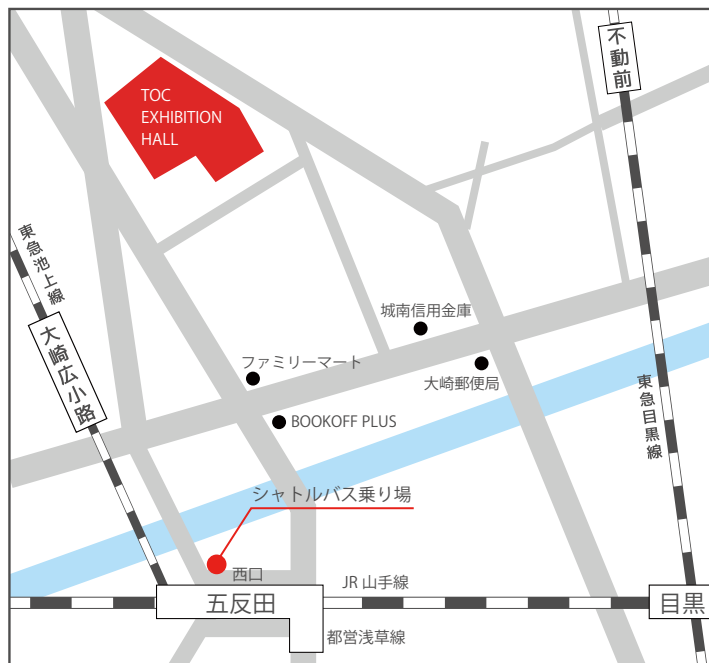 不動前
TOC
EXHIBITION
HALL
東急池上線
大崎広小路
城南信用金庫
ファミリーマート
大崎郵便局
東急目黒線
BOOKOFF PLUS
シャトルバス乗り場
西口
JR 山手線
五反田
目黒
都営浅草線